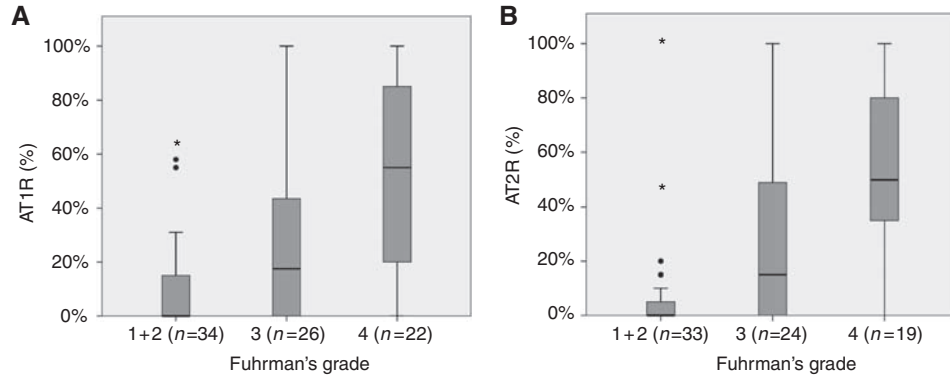 A
AT1R (%)
100%
80%
60%
40%
20%
0%
*
1+2 (n=34) 3 (n=26) 4 (n=22)
Fuhrman's grade
B
AT2R (%)
100%
80%
60%
40%
20%
0%
*
*
1+2 (n=33) 3 (n=24) 4 (n=19)
Fuhrman's grade